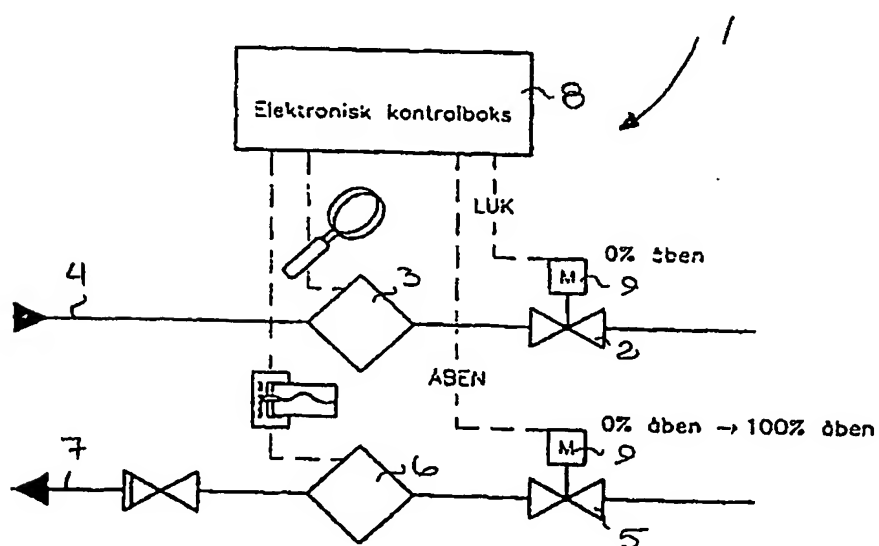 1
Elektronisk kontrolboks
8
LUK
0% åben
M
9
4
3
2
ÅBEN
0% åben → 100% åben
M
9
7
6
5